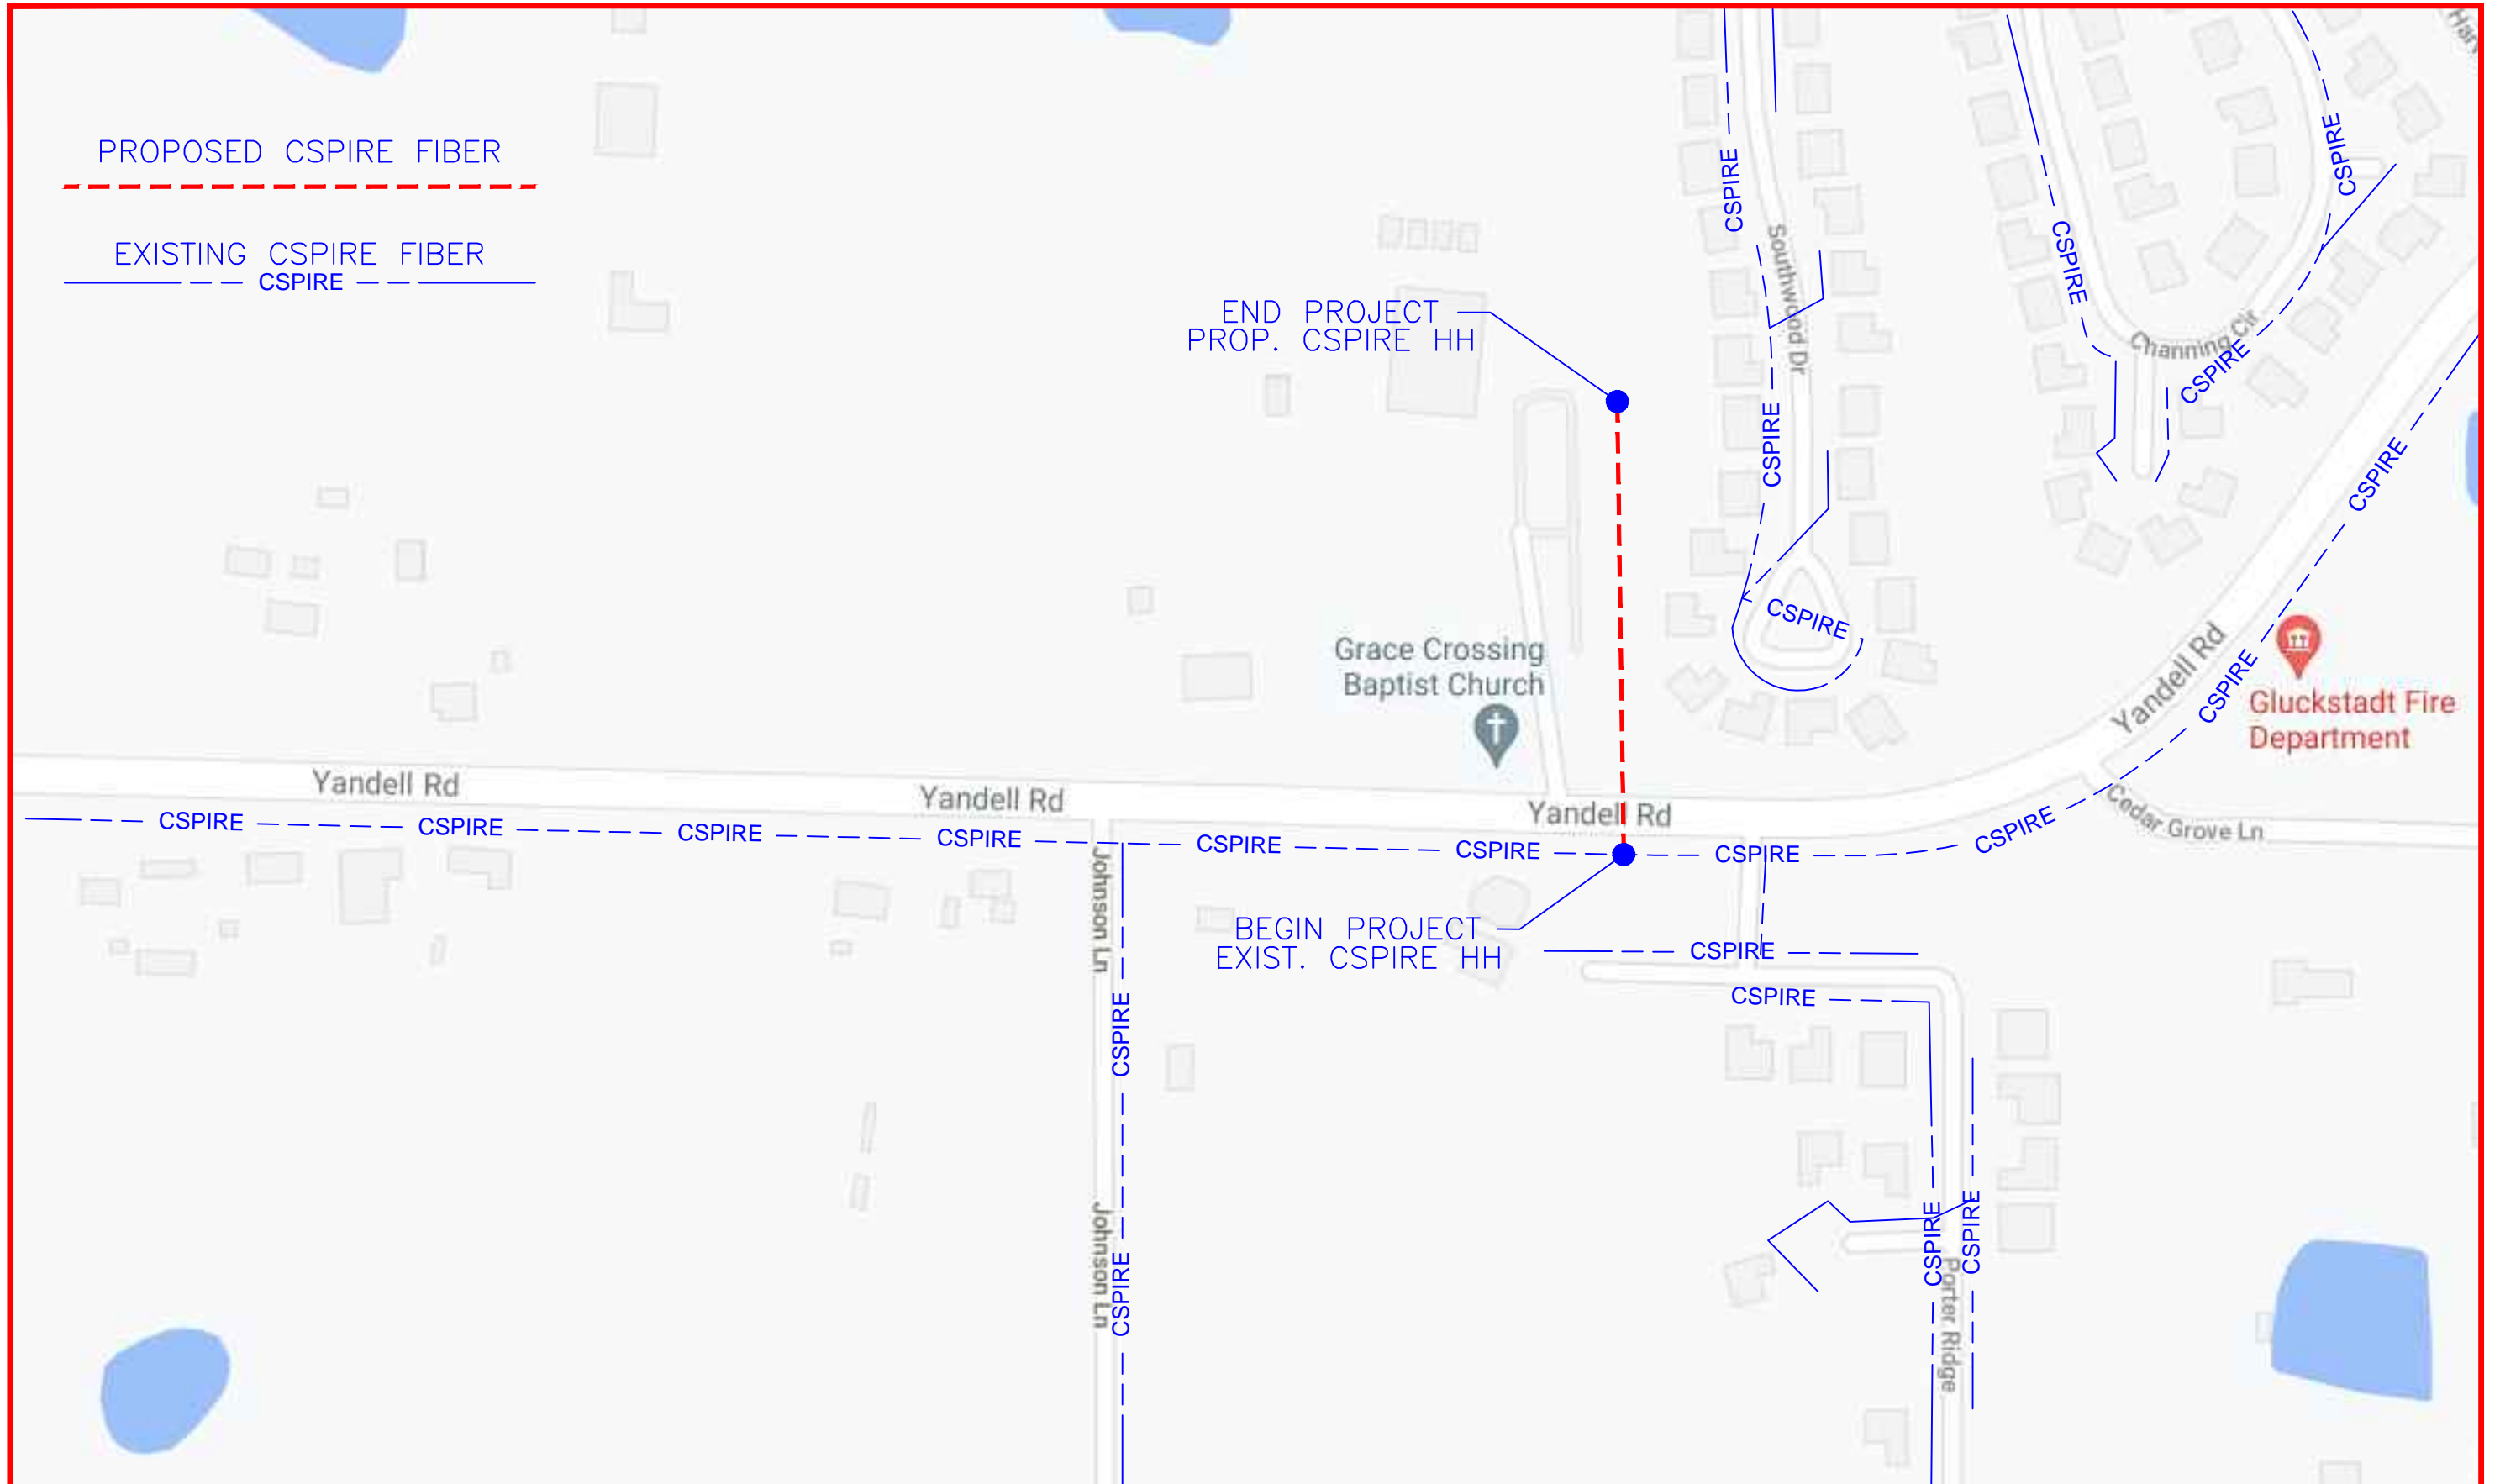 PROPOSED CSPIRE FIBER
EXISTING CSPIRE FIBER
CSPIRE
END PROJECT
PROP. CSPIRE HH
CSPIRE
Southwood Dr
CSPIRE
CSPIRE
CSPIRE
CSPIRE
Channing Cir
CSPIRE
CSPIRE
Grace Crossing
Baptist Church
Yandell Rd
CSPIRE
Gluckstadt Fire
Department
Yandell Rd
Yandell Rd
Yandell Rd
Cedar Grove Ln
CSPIRE
CSPIRE
CSPIRE
CSPIRE
CSPIRE
CSPIRE
CSPIRE
CSPIRE
Johnson Ln
BEGIN PROJECT
EXIST. CSPIRE HH
CSPIRE
CSPIRE
CSPIRE
Johnson Ln
CSPIRE
CSPIRE
CSPIRE
Porter Ridge